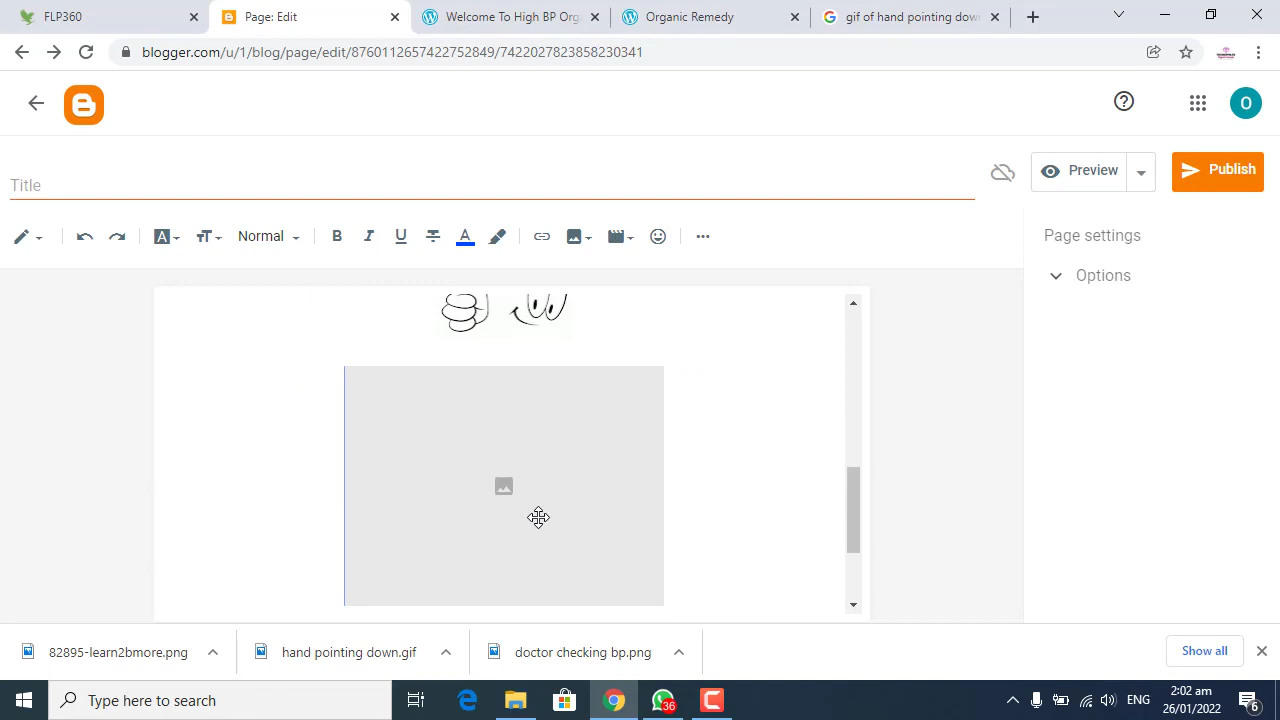 FLP360
Page: Edit
Welcome To High BP Orga
Organic Remedy
gif of hand pointing dow
blogger.com/u/1/blog/page/edit/8760112657422752849/7422027823858230341
O
Title
Preview
Publish
A
Normal
B
I
U
A
Page settings
Options
82895-learn2bmore.png
hand pointing down.gif
doctor checking bp.png
Show all
Type here to search
36
ENG
2:02 am
26/01/2022
6